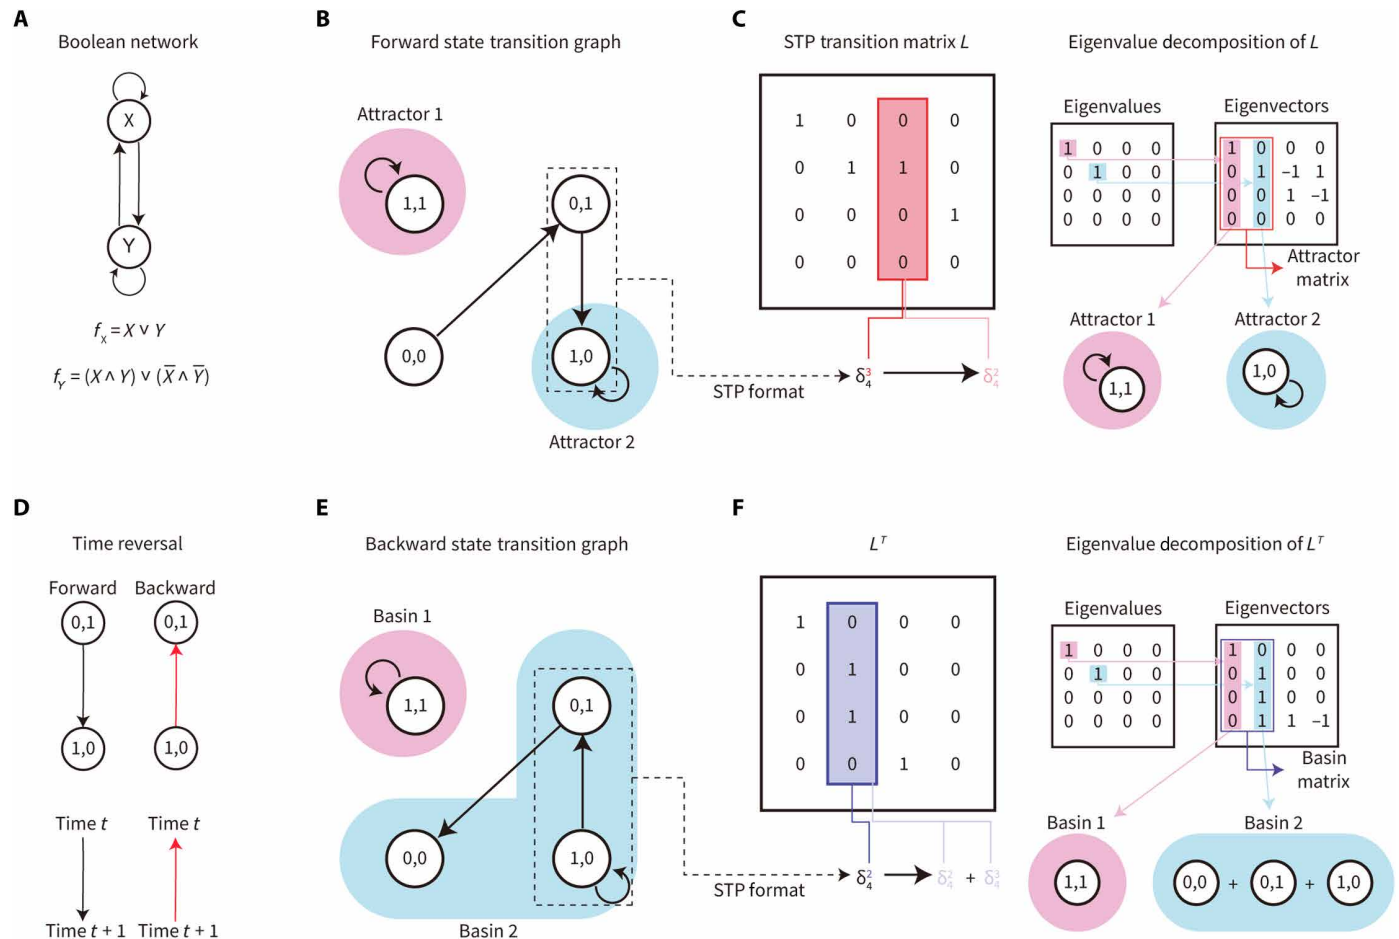 A
Boolean network
X
Y
f_X = X ∨ Y
f_Y = (X ∧ Y) ∨ (X̅ ∧ Y̅)
B
Forward state transition graph
Attractor 1
1,1
0,1
0,0
1,0
Attractor 2
STP format
C
STP transition matrix L
1 0 0 0
0 1 1 0
0 0 0 1
0 0 0 0
δ₄³
δ₄²
Eigenvalue decomposition of L
Eigenvalues
1 0 0 0
0 1 0 0
0 0 0 0
0 0 0 0
Eigenvectors
1 0 0 0
0 1 −1 1
0 0 1 −1
0 0 0 0
Attractor
matrix
Attractor 1
1,1
Attractor 2
1,0
D
Time reversal
Forward
Backward
0,1
0,1
1,0
1,0
Time t
Time t
Time t + 1
Time t + 1
E
Backward state transition graph
Basin 1
1,1
0,1
0,0
1,0
Basin 2
STP format
F
Lᵀ
1 0 0 0
0 1 0 0
0 1 0 0
0 0 1 0
δ₄²
δ₄² + δ₄³
Eigenvalue decomposition of Lᵀ
Eigenvalues
1 0 0 0
0 1 0 0
0 0 0 0
0 0 0 0
Eigenvectors
1 0 0 0
0 1 0 0
0 1 0 0
0 1 1 −1
Basin
matrix
Basin 1
1,1
Basin 2
0,0 + 0,1 + 1,0